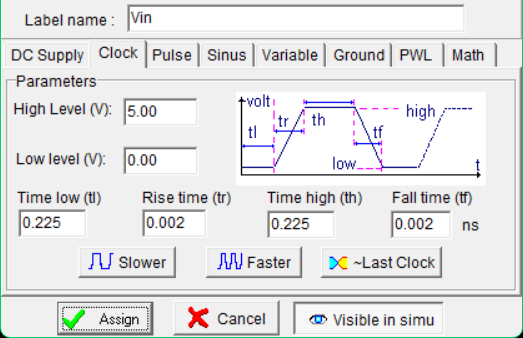 Label name : Vin
DC Supply Clock Pulse Sinus Variable Ground PWL Math
Parameters
High Level (V): 5.00
volt
tr th high
tl tf
Low level (V): 0.00
low
t
Time low (tl) Rise time (tr) Time high (th) Fall time (tf)
0.225 0.002 0.225 0.002 ns
Slower Faster ~Last Clock
Assign Cancel Visible in simu